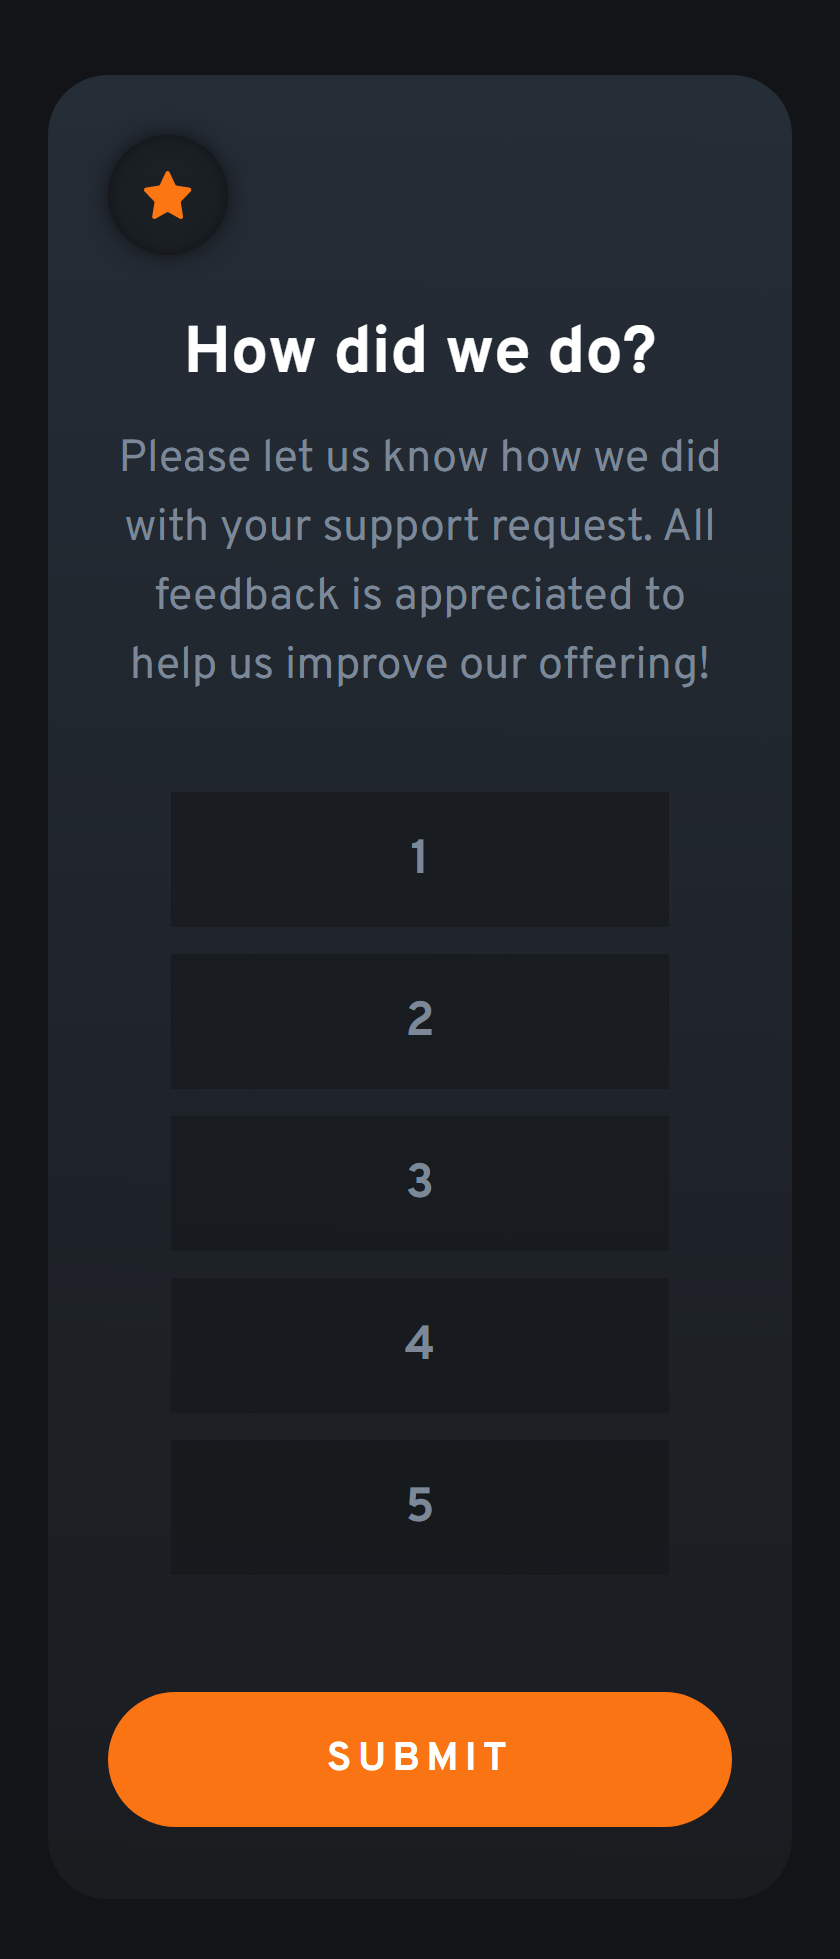 How did we do?
Please let us know how we did
with your support request. All
feedback is appreciated to
help us improve our offering!
1
2
3
4
5
SUBMIT